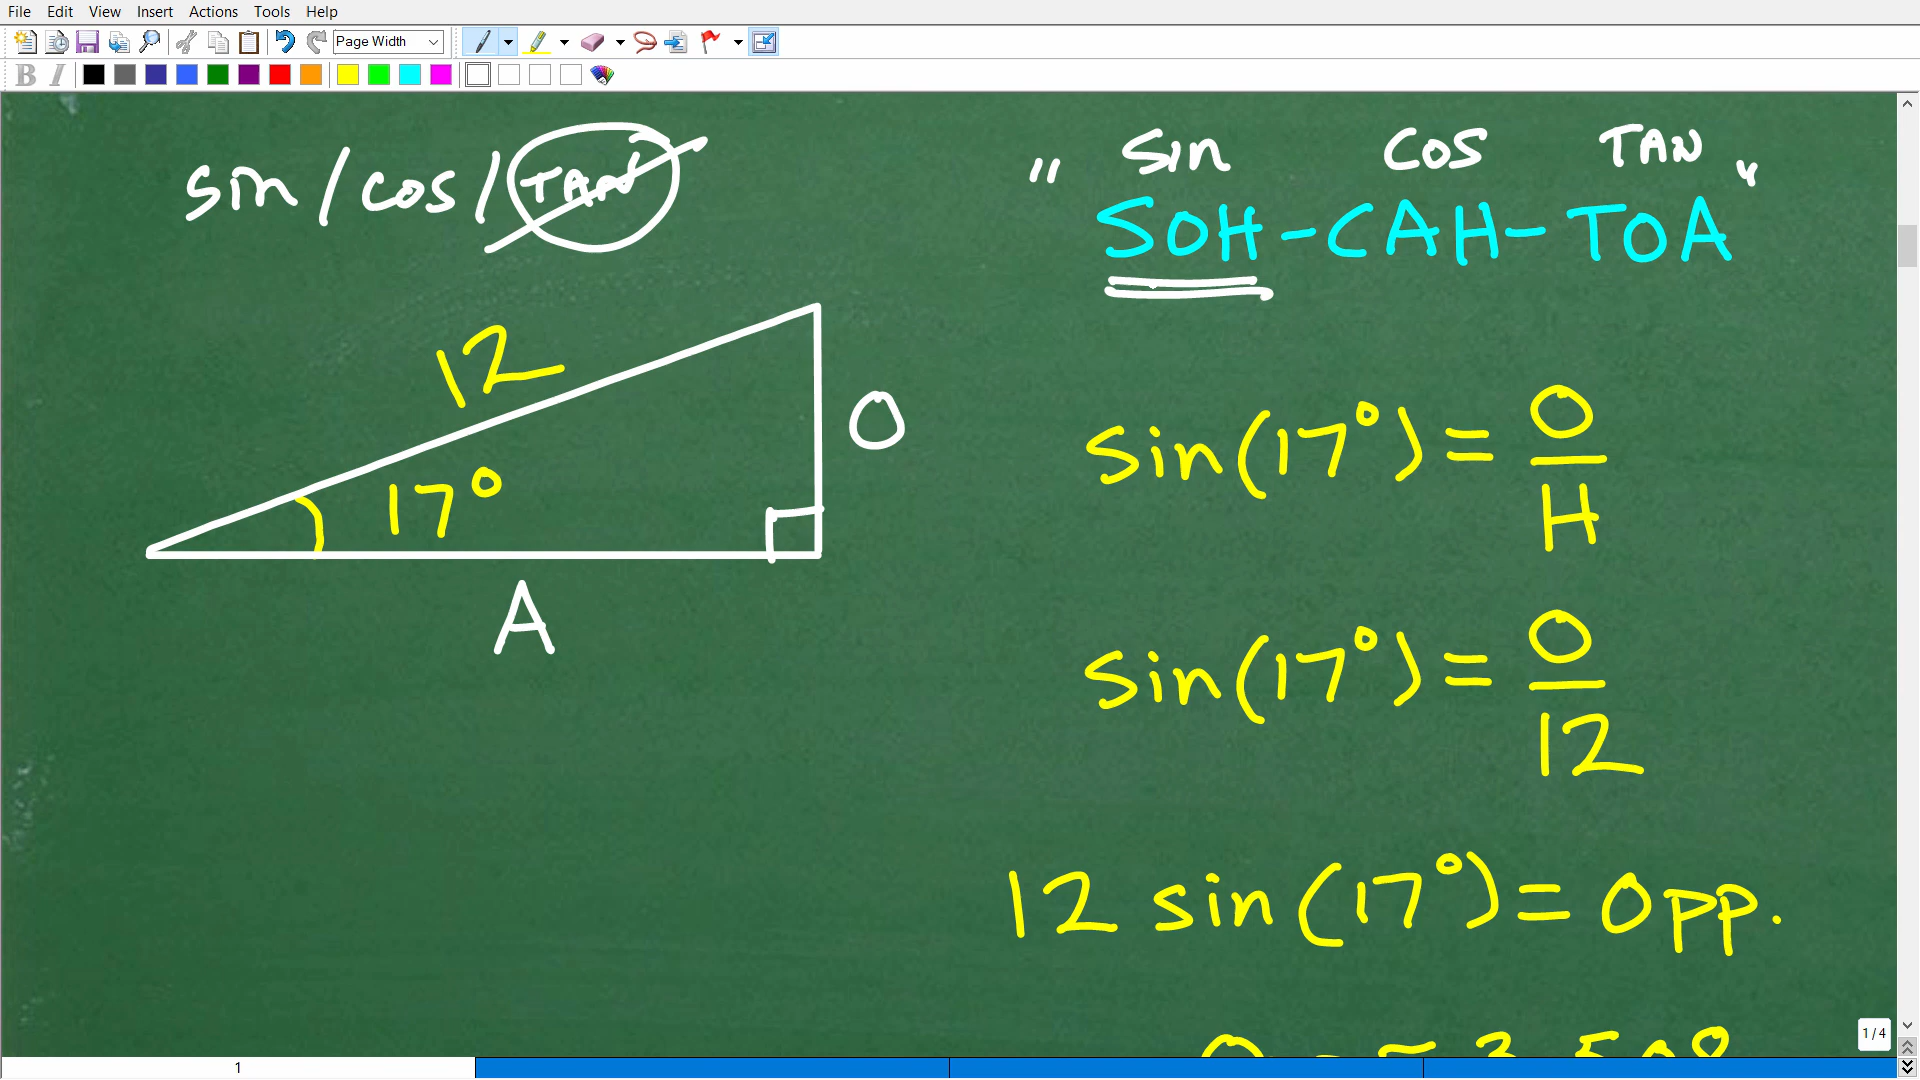 File Edit View Insert Actions Tools Help
Page Width
B I
sin / cos / TAN
12
17°
O
A
" sin cos TAN "
SOH-CAH-TOA
sin(17°) = O/H
sin(17°) = O/12
12 sin(17°) = Opp.
1 / 4
1